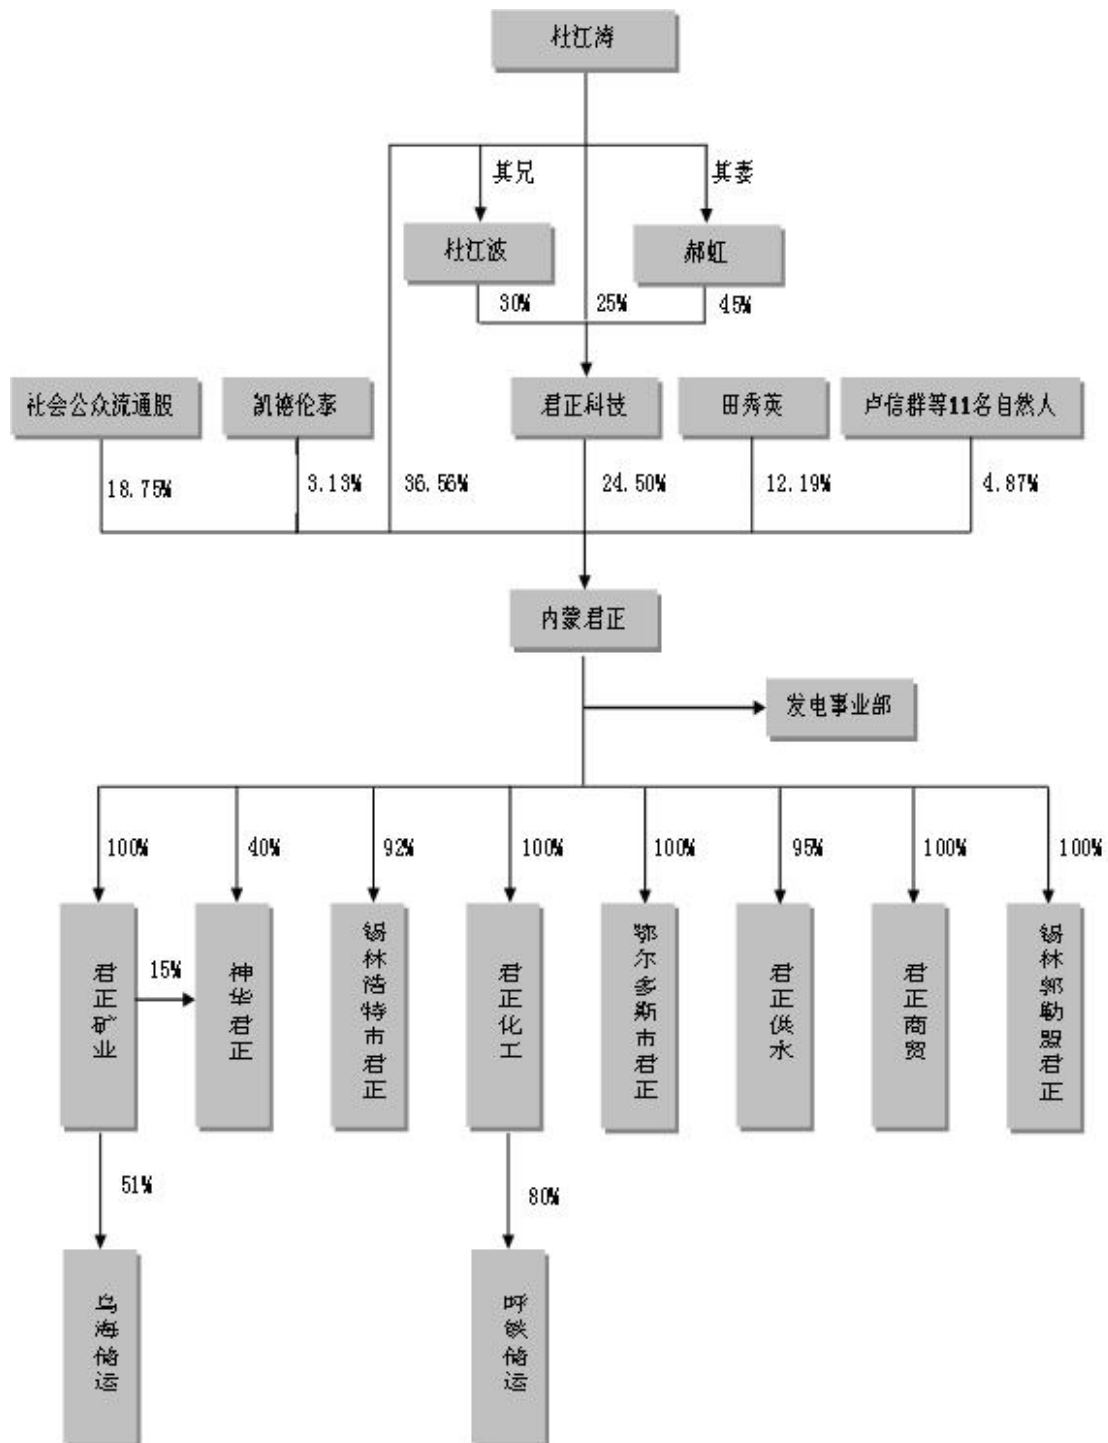 杜江涛
其兄
其妻
杜江波
郝虹
30%
25%
45%
社会公众流通股
凯德伦泰
君正科技
田秀英
卢信群等11名自然人
18.75%
3.13%
36.56%
24.50%
12.19%
4.87%
内蒙君正
发电事业部
100%
40%
92%
100%
100%
95%
100%
100%
君正矿业
15%
神华君正
锡林浩特市君正
君正化工
鄂尔多斯市君正
君正供水
君正商贸
锡林郭勒盟君正
51%
80%
乌海储运
呼铁储运